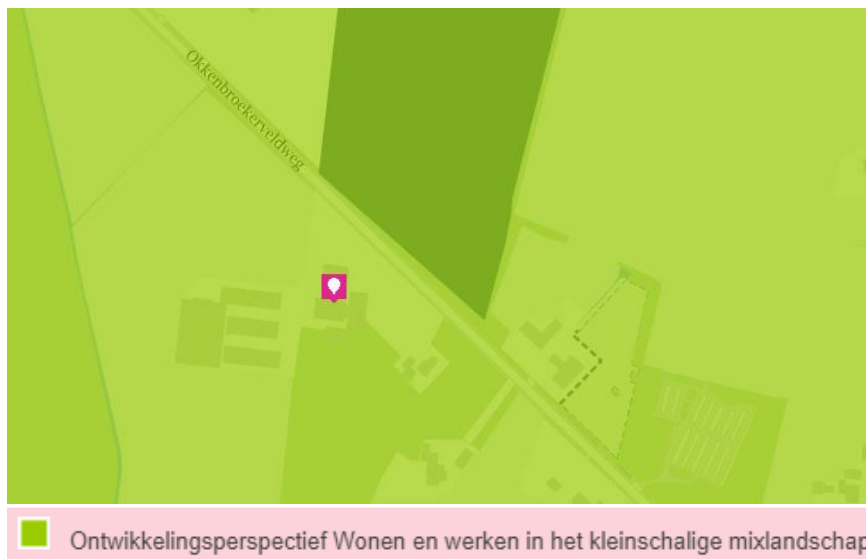 Okkenbroekerveldweg
Ontwikkelingsperspectief Wonen en werken in het kleinschalige mixlandschap